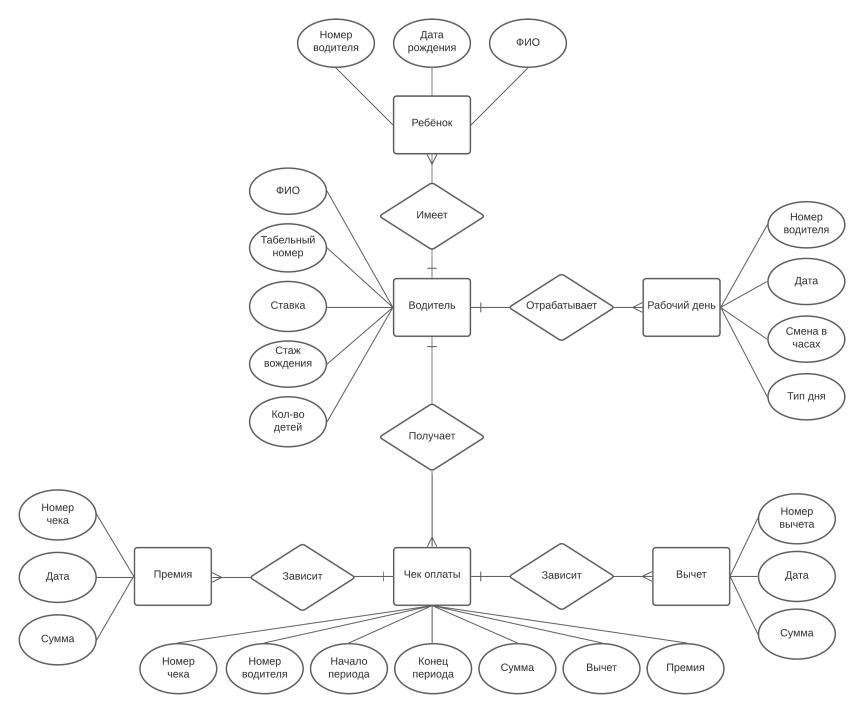 Номер
водителя
Дата
рождения
ФИО
Ребёнок
ФИО
Имеет
Табельный
номер
Ставка
Стаж
вождения
Кол-во
детей
Водитель
Отрабатывает
Рабочий день
Номер
водителя
Дата
Смена в
часах
Тип дня
Получает
Номер
чека
Дата
Сумма
Премия
Зависит
Чек оплаты
Зависит
Вычет
Номер
вычета
Дата
Сумма
Номер
чека
Номер
водителя
Начало
периода
Конец
периода
Сумма
Вычет
Премия